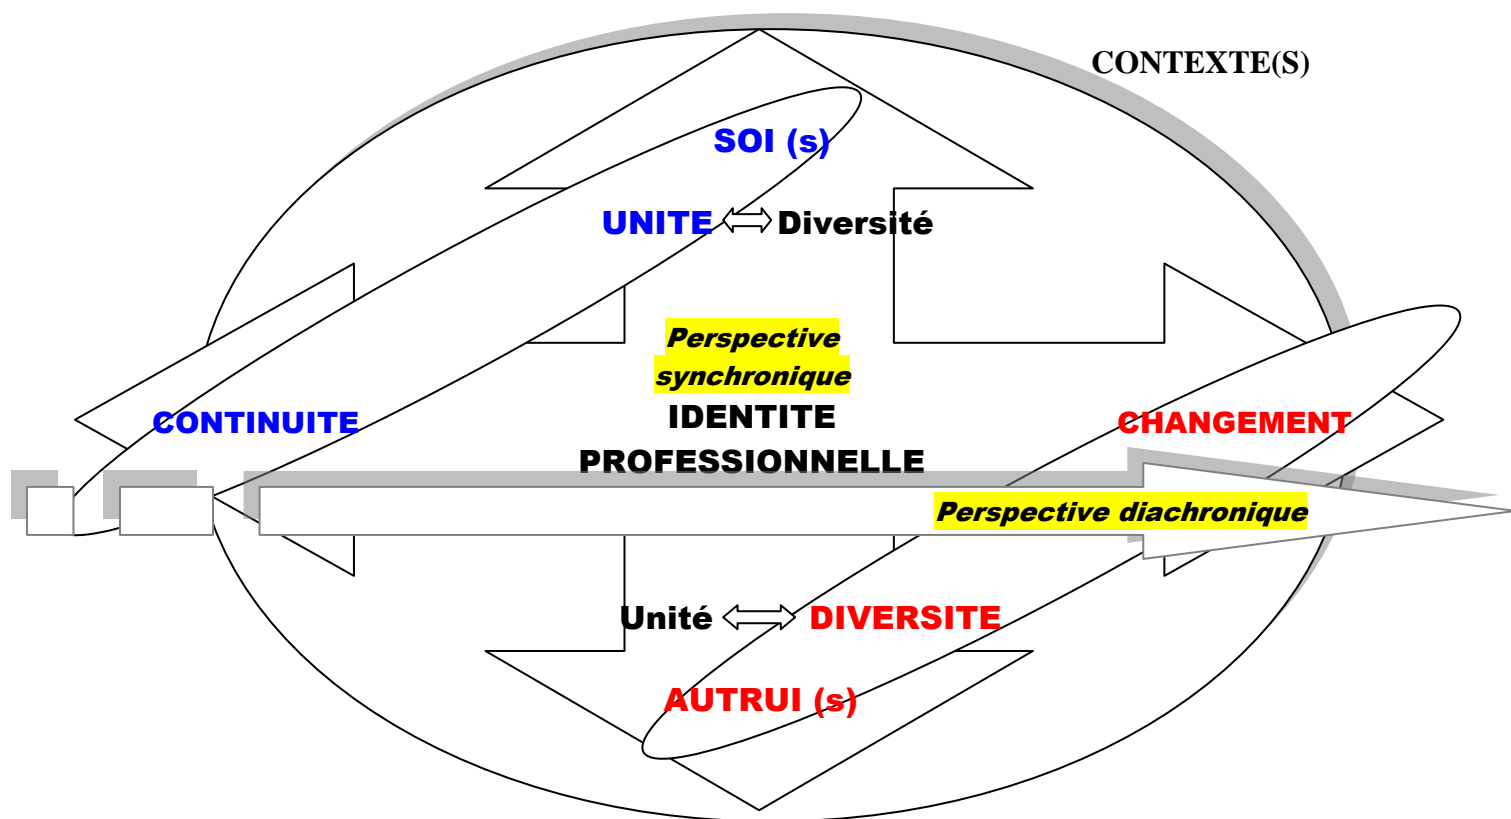 CONTEXTE(S)
SOI (s)
UNITE Diversité
Perspective
synchronique
IDENTITE
PROFESSIONNELLE
CONTINUITE
CHANGEMENT
Perspective diachronique
Unité DIVERSITE
AUTRUI (s)